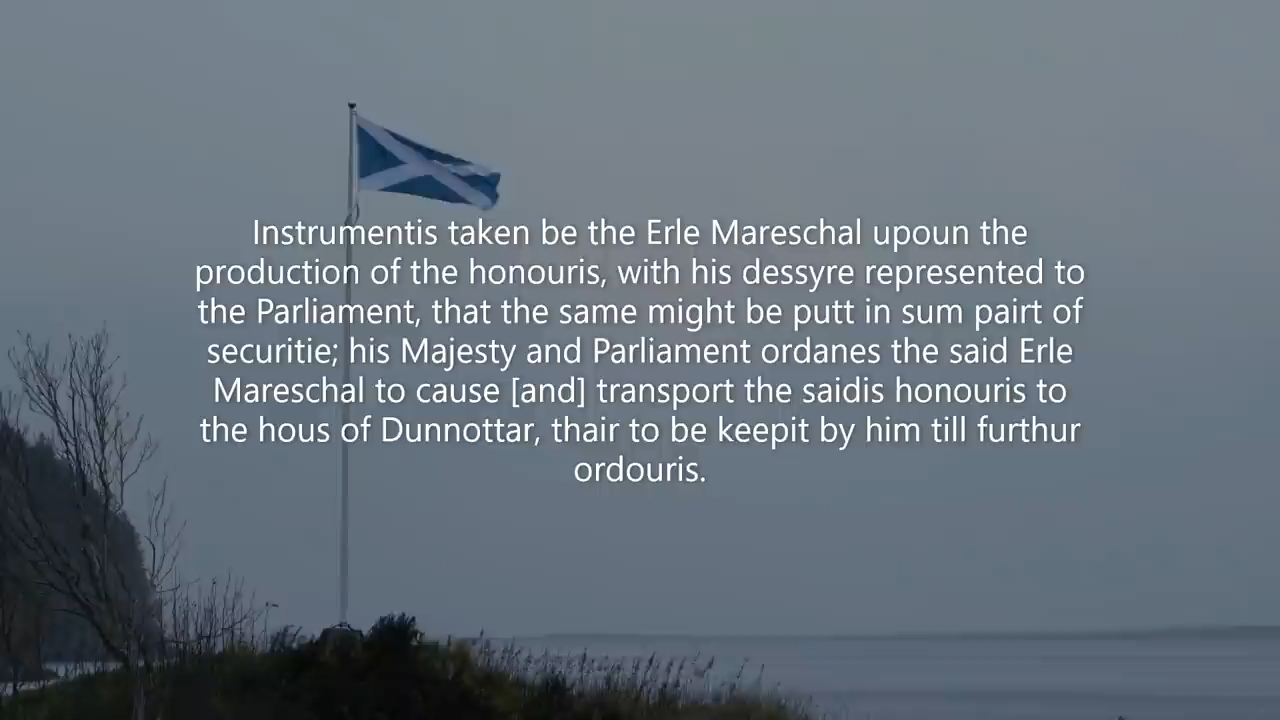 Instrumentis taken be the Erle Mareschal upoun the
production of the honouris, with his dessyre represented to
the Parliament, that the same might be putt in sum pairt of
securitie; his Majesty and Parliament ordanes the said Erle
Mareschal to cause [and] transport the saidis honouris to
the hous of Dunnottar, thair to be keepit by him till furthur
ordouris.